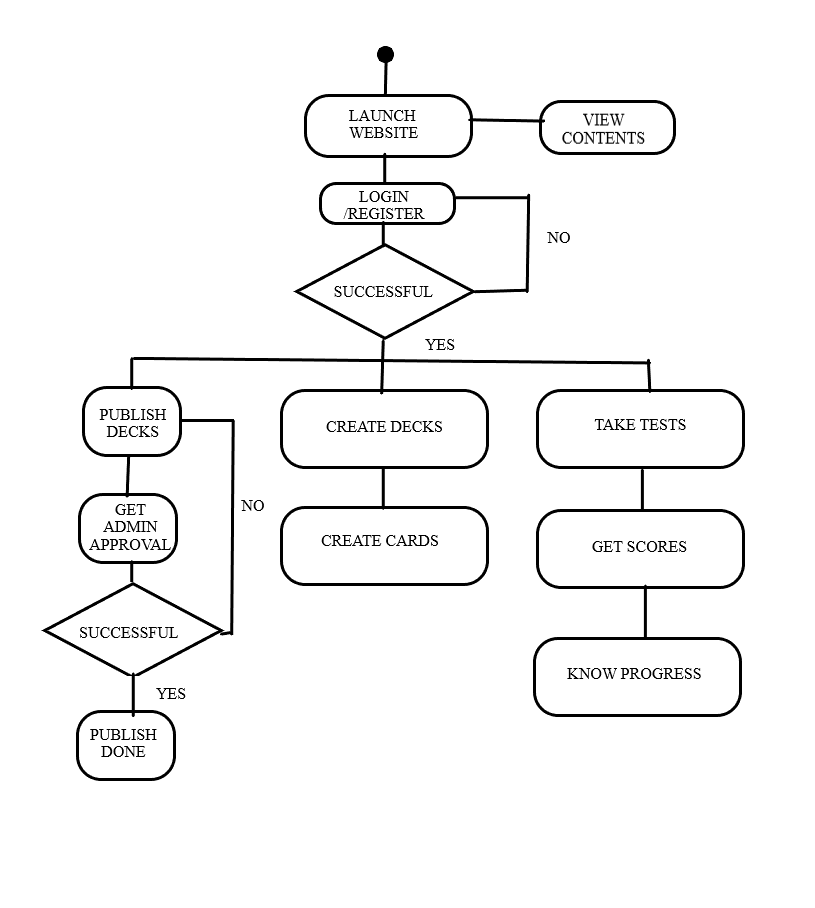 LAUNCH
WEBSITE
VIEW
CONTENTS
LOGIN
/REGISTER
NO
SUCCESSFUL
YES
PUBLISH
DECKS
CREATE DECKS
TAKE TESTS
NO
GET
ADMIN
APPROVAL
CREATE CARDS
GET SCORES
SUCCESSFUL
KNOW PROGRESS
YES
PUBLISH
DONE